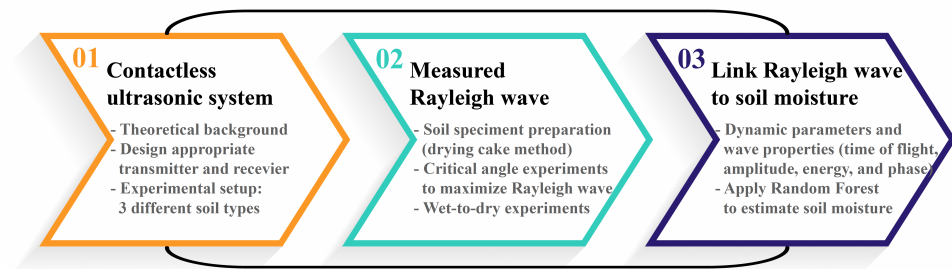 01
Contactless
ultrasonic system
- Theoretical background
- Design appropriate
transmitter and recevier
- Experimental setup:
3 different soil types
02
Measured
Rayleigh wave
- Soil speciment preparation
(drying cake method)
- Critical angle experiments
to maximize Rayleigh wave
- Wet-to-dry experiments
03
Link Rayleigh wave
to soil moisture
- Dynamic parameters and
wave properties (time of flight,
amplitude, energy, and phase)
- Apply Random Forest
to estimate soil moisture